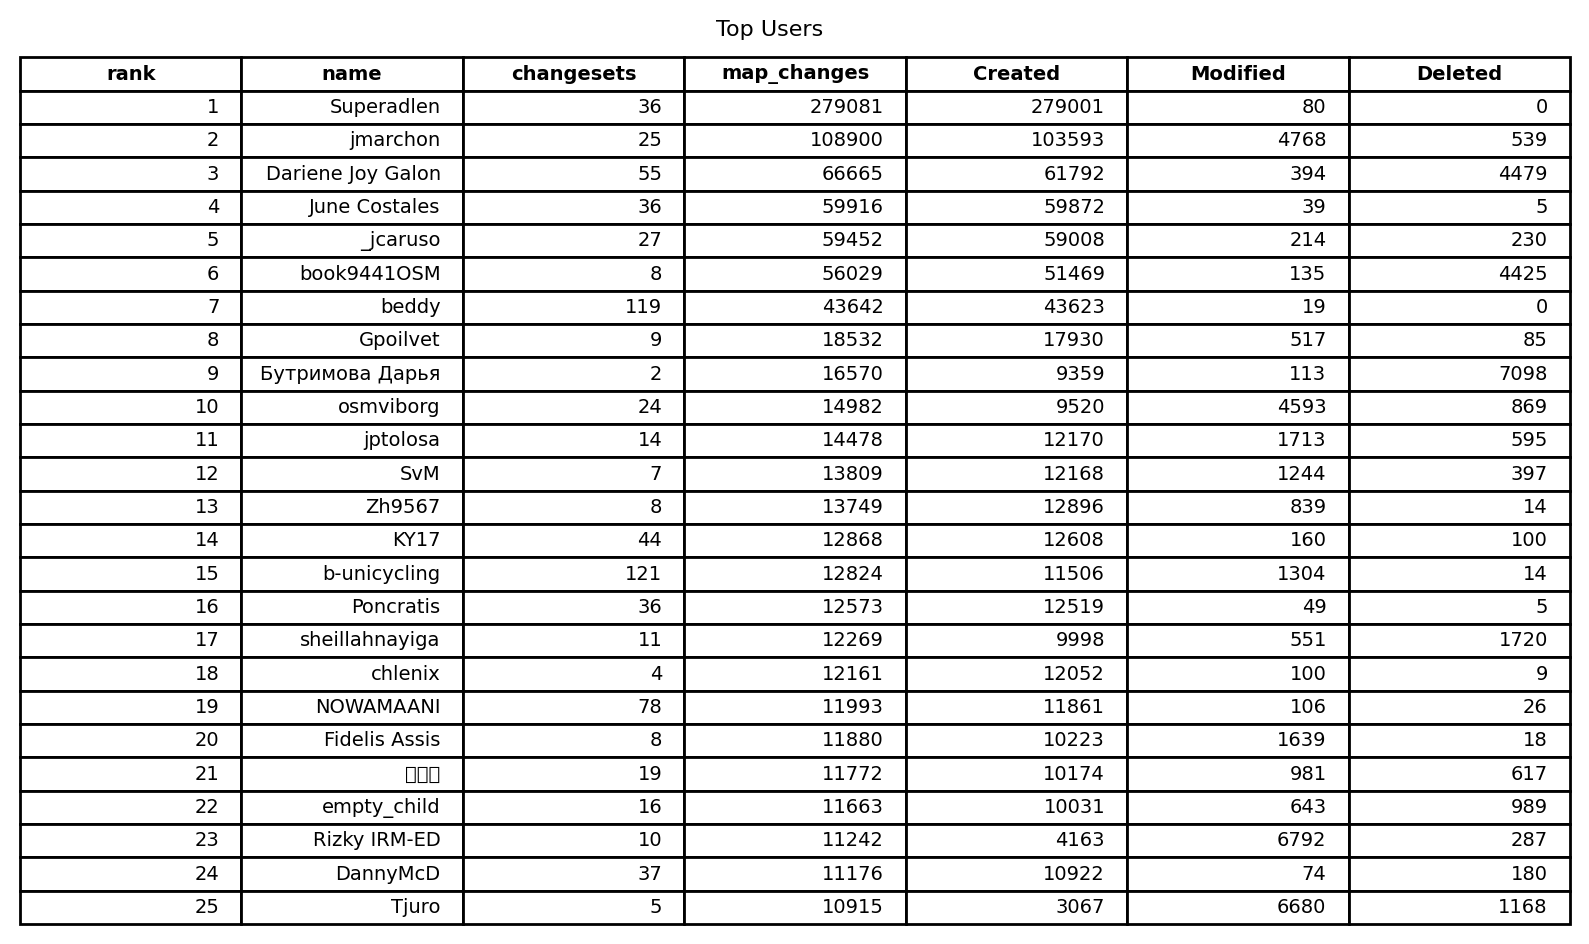 Top Users
rank name changesets map_changes Created Modified Deleted
1 Superadlen 36 279081 279001 80 0
2 jmarchon 25 108900 103593 4768 539
3 Dariene Joy Galon 55 66665 61792 394 4479
4 June Costales 36 59916 59872 39 5
5 _jcaruso 27 59452 59008 214 230
6 book9441OSM 8 56029 51469 135 4425
7 beddy 119 43642 43623 19 0
8 Gpoilvet 9 18532 17930 517 85
9 Бутримова Дарья 2 16570 9359 113 7098
10 osmviborg 24 14982 9520 4593 869
11 jptolosa 14 14478 12170 1713 595
12 SvM 7 13809 12168 1244 397
13 Zh9567 8 13749 12896 839 14
14 KY17 44 12868 12608 160 100
15 b-unicycling 121 12824 11506 1304 14
16 Poncratis 36 12573 12519 49 5
17 sheillahnayiga 11 12269 9998 551 1720
18 chlenix 4 12161 12052 100 9
19 NOWAMAANI 78 11993 11861 106 26
20 Fidelis Assis 8 11880 10223 1639 18
21 19 11772 10174 981 617
22 empty_child 16 11663 10031 643 989
23 Rizky IRM-ED 10 11242 4163 6792 287
24 DannyMcD 37 11176 10922 74 180
25 Tjuro 5 10915 3067 6680 1168